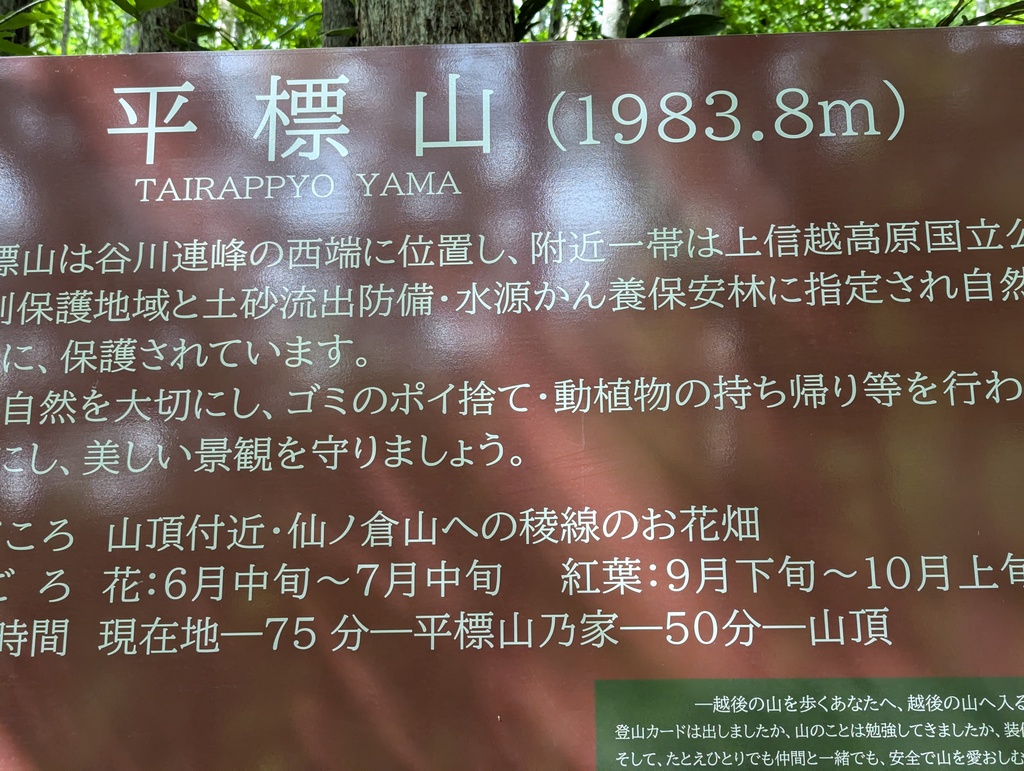 平標山（1983.8m）
TAIRAPPYO YAMA
標山は谷川連峰の西端に位置し、附近一帯は上信越高原国立公
別保護地域と土砂流出防備・水源かん養保安林に指定され自然
に、保護されています。
自然を大切にし、ゴミのポイ捨て・動植物の持ち帰り等を行わ
にし、美しい景観を守りましょう。
ころ 山頂付近・仙ノ倉山への稜線のお花畑
ごろ 花：6月中旬～7月中旬 紅葉：9月下旬～10月上旬
時間 現在地―75分―平標山乃家―50分―山頂
―越後の山を歩くあなたへ、越後の山へ入る
登山カードは出しましたか、山のことは勉強してきましたか、装備
そして、たとえひとりでも仲間と一緒でも、安全で山を愛おしむ